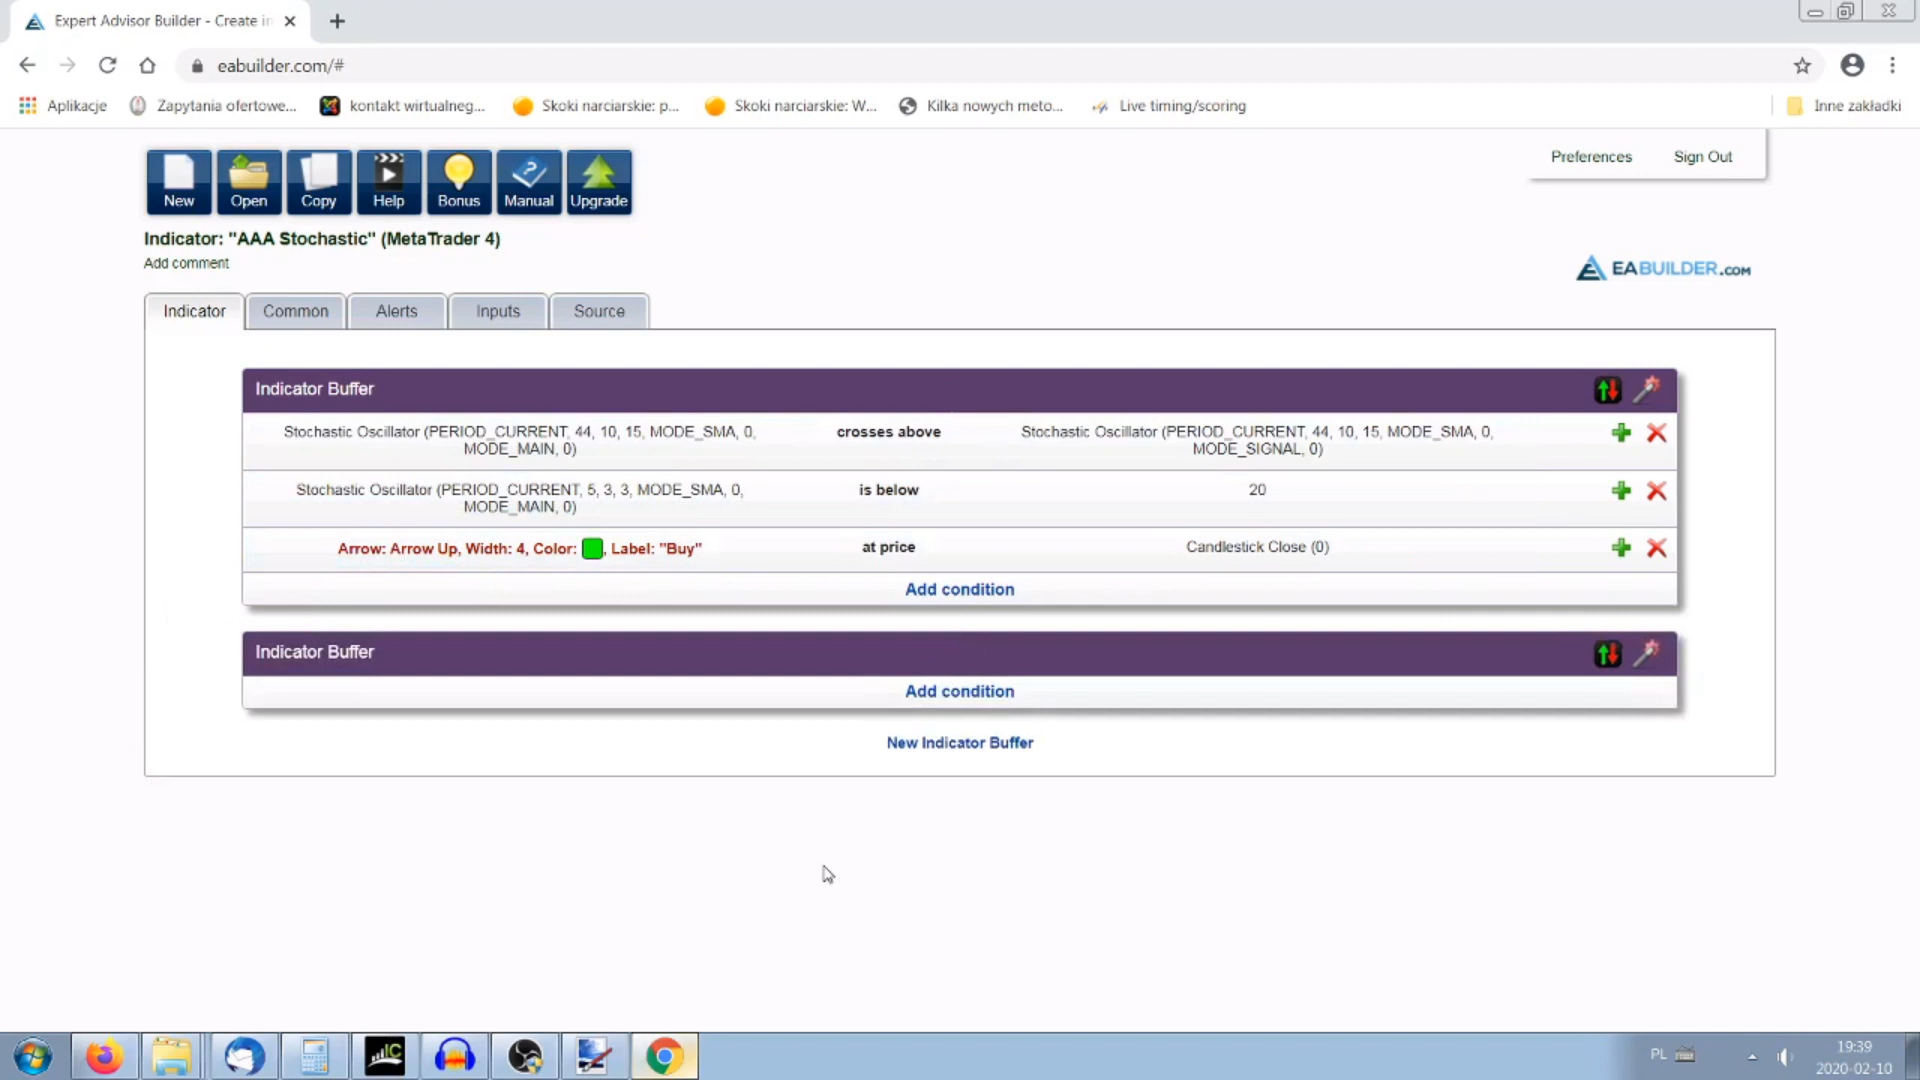 Expert Advisor Builder - Create in
eabuilder.com/#
Aplikacje
Zapytania ofertowe...
kontakt wirtualneg...
Skoki narciarskie: p...
Skoki narciarskie: W...
Kilka nowych meto...
Live timing/scoring
Inne zakładki
New
Open
Copy
Help
Bonus
Manual
Upgrade
Preferences
Sign Out
Indicator: "AAA Stochastic" (MetaTrader 4)
Add comment
EABUILDER.COM
Indicator
Common
Alerts
Inputs
Source
Indicator Buffer
Stochastic Oscillator (PERIOD_CURRENT, 44, 10, 15, MODE_SMA, 0,
MODE_MAIN, 0)
crosses above
Stochastic Oscillator (PERIOD_CURRENT, 44, 10, 15, MODE_SMA, 0,
MODE_SIGNAL, 0)
Stochastic Oscillator (PERIOD_CURRENT, 5, 3, 3, MODE_SMA, 0,
MODE_MAIN, 0)
is below
20
Arrow: Arrow Up, Width: 4, Color: , Label: "Buy"
at price
Candlestick Close (0)
Add condition
Indicator Buffer
Add condition
New Indicator Buffer
IC
PL
19:39
2020-02-10